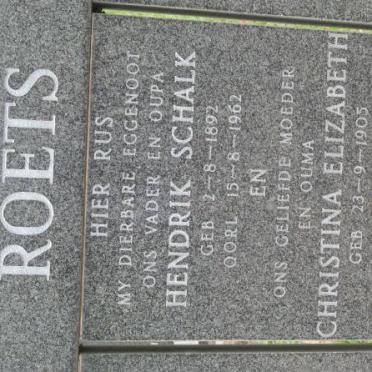 ROETS
HIER RUS
MY DIERBARE EGGENOOT
ONS VADER EN OUPA
HENDRIK SCHALK
GEB 2-8-1892
OORL 15-8-1962
EN
ONS GELIEFDE MOEDER
EN OUMA
CHRISTINA ELIZABETH
GEB 23-9-1905